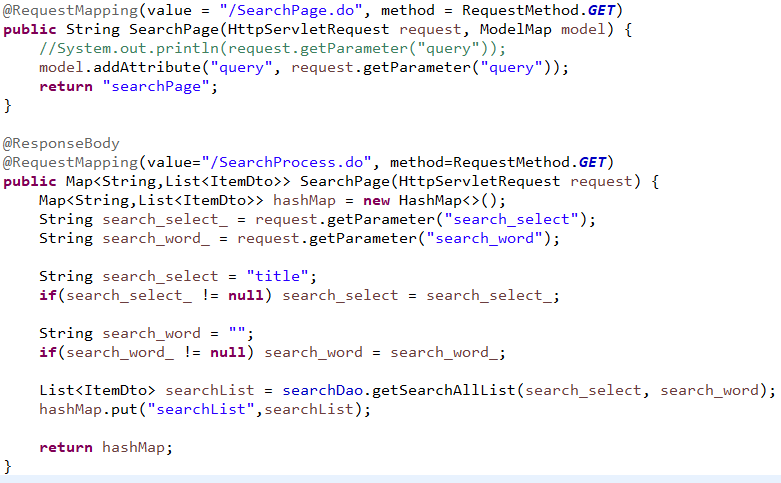 @RequestMapping(value = "/SearchPage.do", method = RequestMethod.GET)
public String SearchPage(HttpServletRequest request, ModelMap model) {
    //System.out.println(request.getParameter("query"));
    model.addAttribute("query", request.getParameter("query"));
    return "searchPage";
}

@ResponseBody
@RequestMapping(value="/SearchProcess.do", method=RequestMethod.GET)
public Map<String,List<ItemDto>> SearchPage(HttpServletRequest request) {
    Map<String,List<ItemDto>> hashMap = new HashMap<>();
    String search_select_ = request.getParameter("search_select");
    String search_word_ = request.getParameter("search_word");

    String search_select = "title";
    if(search_select_ != null) search_select = search_select_;

    String search_word = "";
    if(search_word_ != null) search_word = search_word_;

    List<ItemDto> searchList = searchDao.getSearchAllList(search_select, search_word);
    hashMap.put("searchList",searchList);

    return hashMap;
}